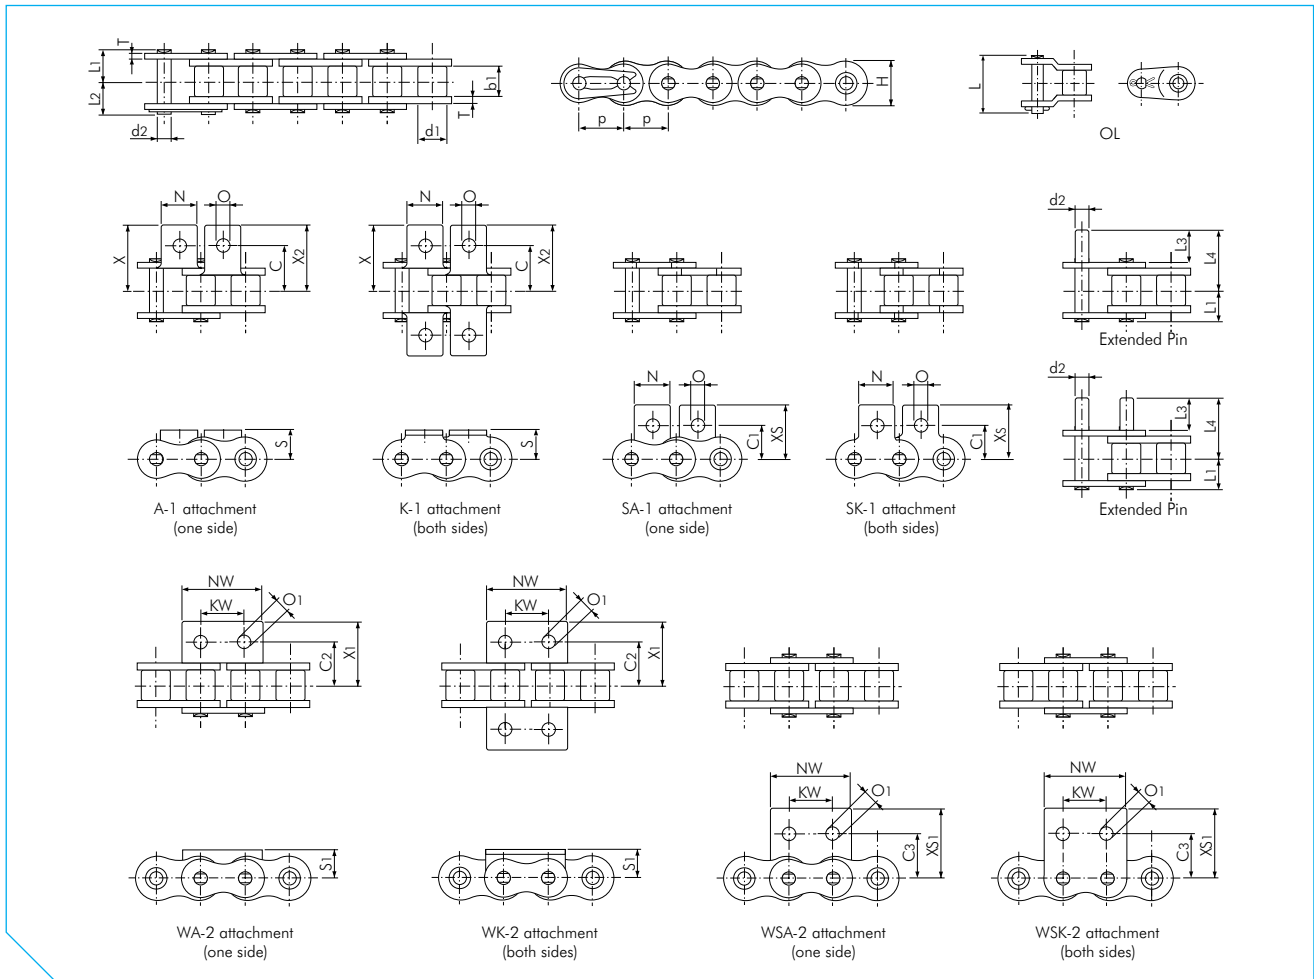 T
L1
L2
d2
b1
T
d1
p
p
H
L
OL
N
O
X
C
X2
N
O
X
C
X2
d2
L3
L4
L1
Extended Pin
S
A-1 attachment
(one side)
S
K-1 attachment
(both sides)
N
O
C1
XS
SA-1 attachment
(one side)
N
O
C1
XS
SK-1 attachment
(both sides)
d2
L3
L4
L1
Extended Pin
NW
KW
O1
C2
X1
NW
KW
O1
C2
X1
S1
WA-2 attachment
(one side)
S1
WK-2 attachment
(both sides)
NW
KW
O1
C3
XS1
WSA-2 attachment
(one side)
NW
KW
O1
C3
XS1
WSK-2 attachment
(both sides)